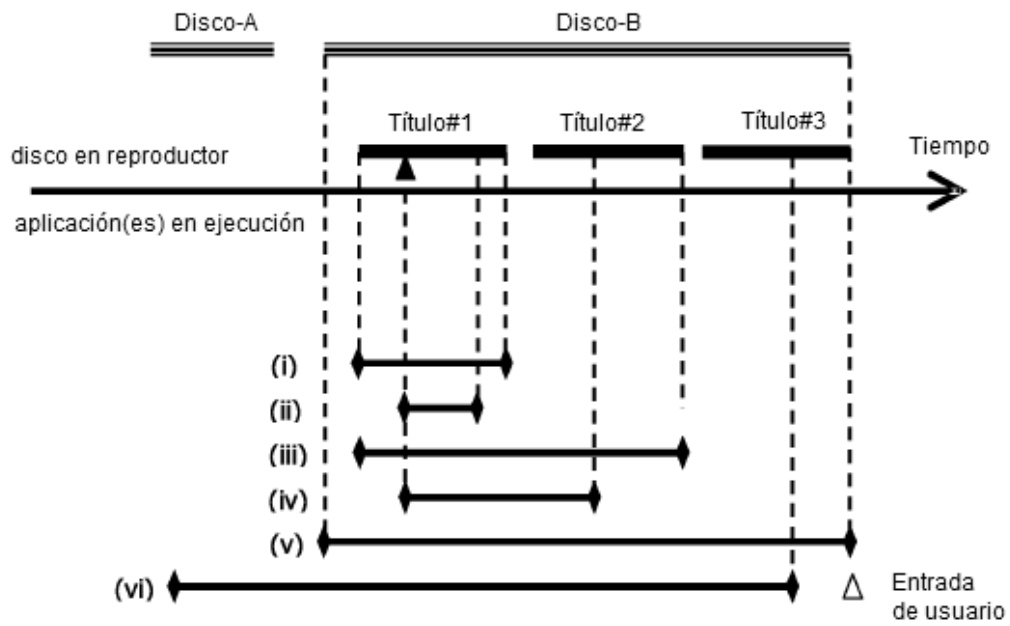 Disco-A
Disco-B
Título#1
Título#2
Título#3
disco en reproductor
Tiempo
aplicación(es) en ejecución
(i)
(ii)
(iii)
(iv)
(v)
(vi)
Entrada
de usuario